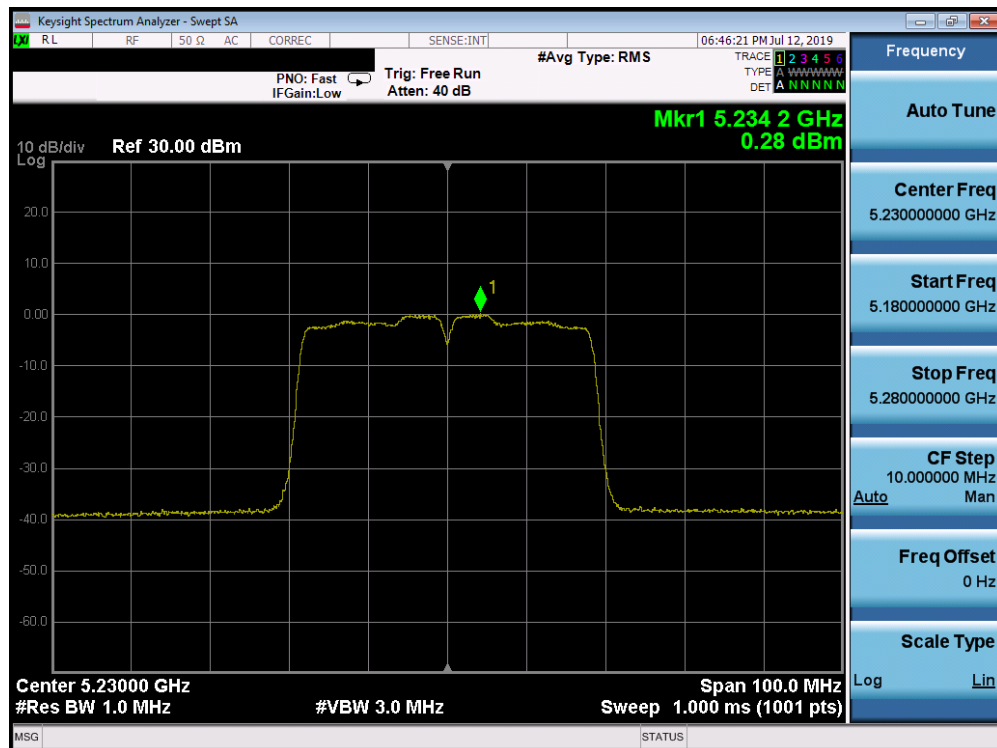 Keysight Spectrum Analyzer - Swept SA
LXI RL RF 50 Ω AC CORREC SENSE:INT 06:46:21 PM Jul 12, 2019
#Avg Type: RMS TRACE 1 2 3 4 5 6
PNO: Fast Trig: Free Run TYPE A WWWWW
IFGain:Low Atten: 40 dB DET A N N N N N
Mkr1 5.234 2 GHz
0.28 dBm
10 dB/div Ref 30.00 dBm
Log
20.0
10.0
0.00
-10.0
-20.0
-30.0
-40.0
-50.0
-60.0
1
Center 5.23000 GHz Span 100.0 MHz
#Res BW 1.0 MHz #VBW 3.0 MHz Sweep 1.000 ms (1001 pts)
MSG STATUS
Frequency
Auto Tune
Center Freq
5.230000000 GHz
Start Freq
5.180000000 GHz
Stop Freq
5.280000000 GHz
CF Step
10.000000 MHz
Auto Man
Freq Offset
0 Hz
Scale Type
Log Lin